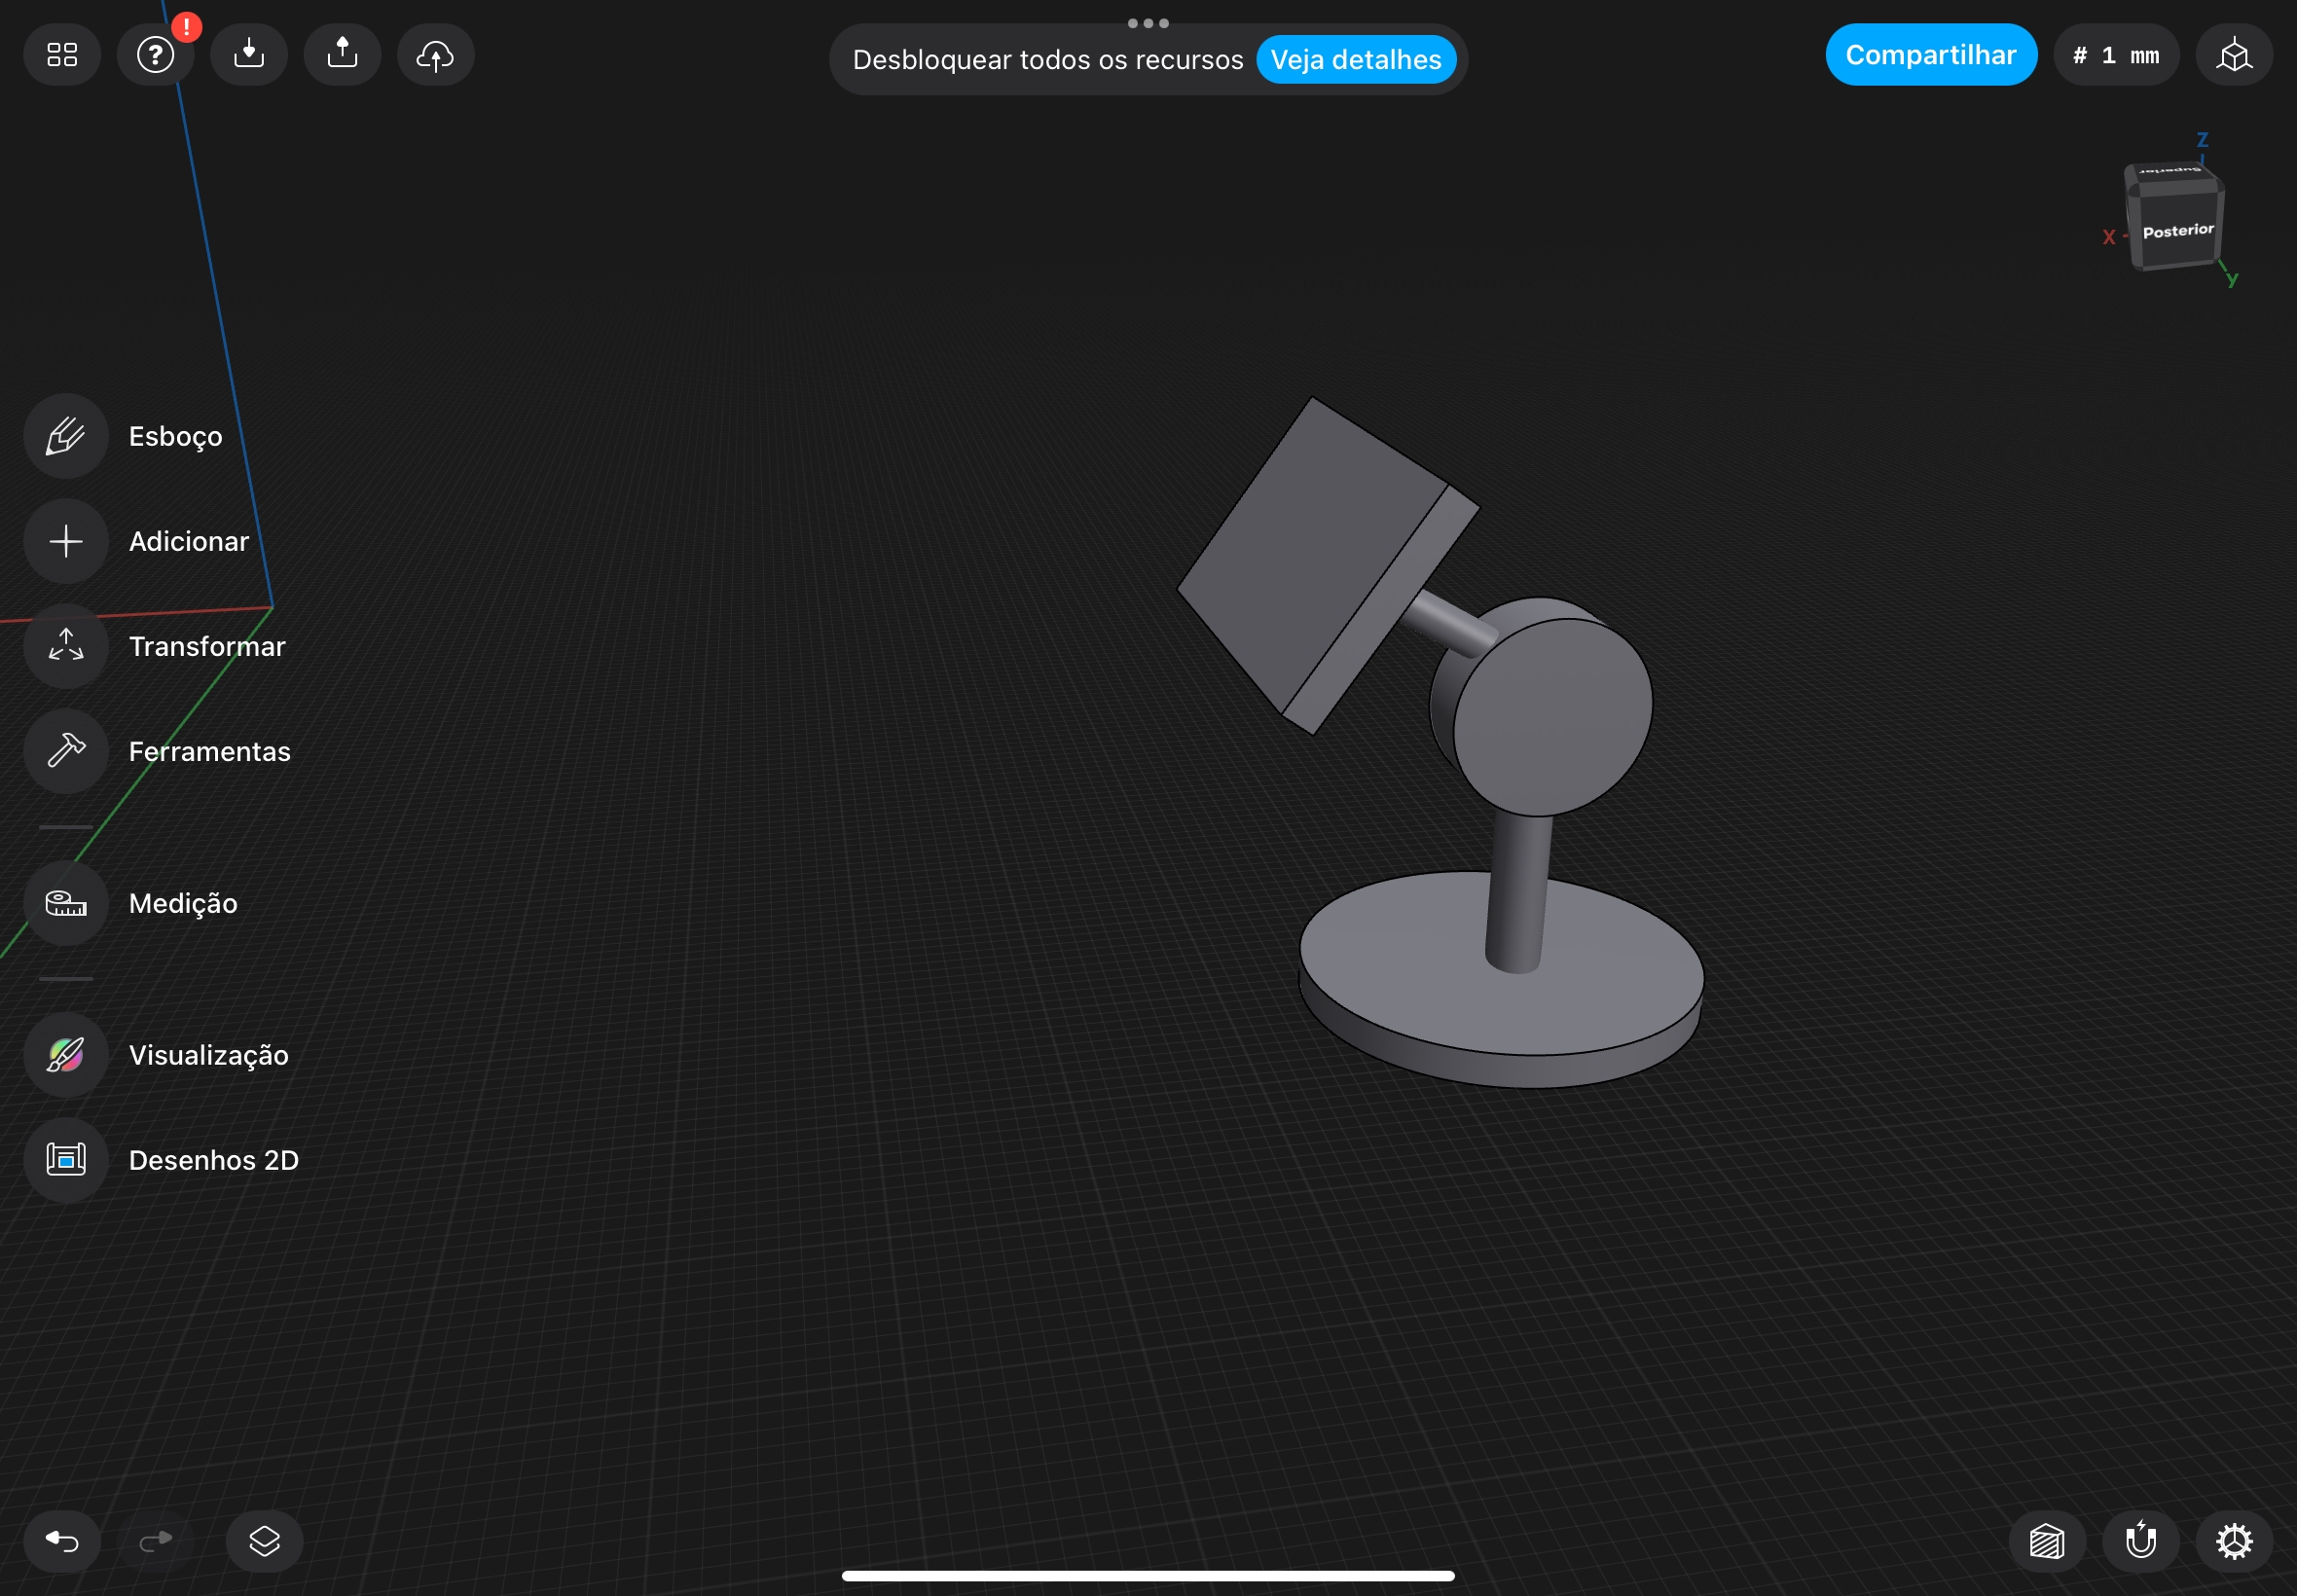 ?
!
Desbloquear todos os recursos
Veja detalhes
Compartilhar
# 1 mm
Z
Superior
Posterior
X
Y
Esboço
Adicionar
Transformar
Ferramentas
Medição
Visualização
Desenhos 2D